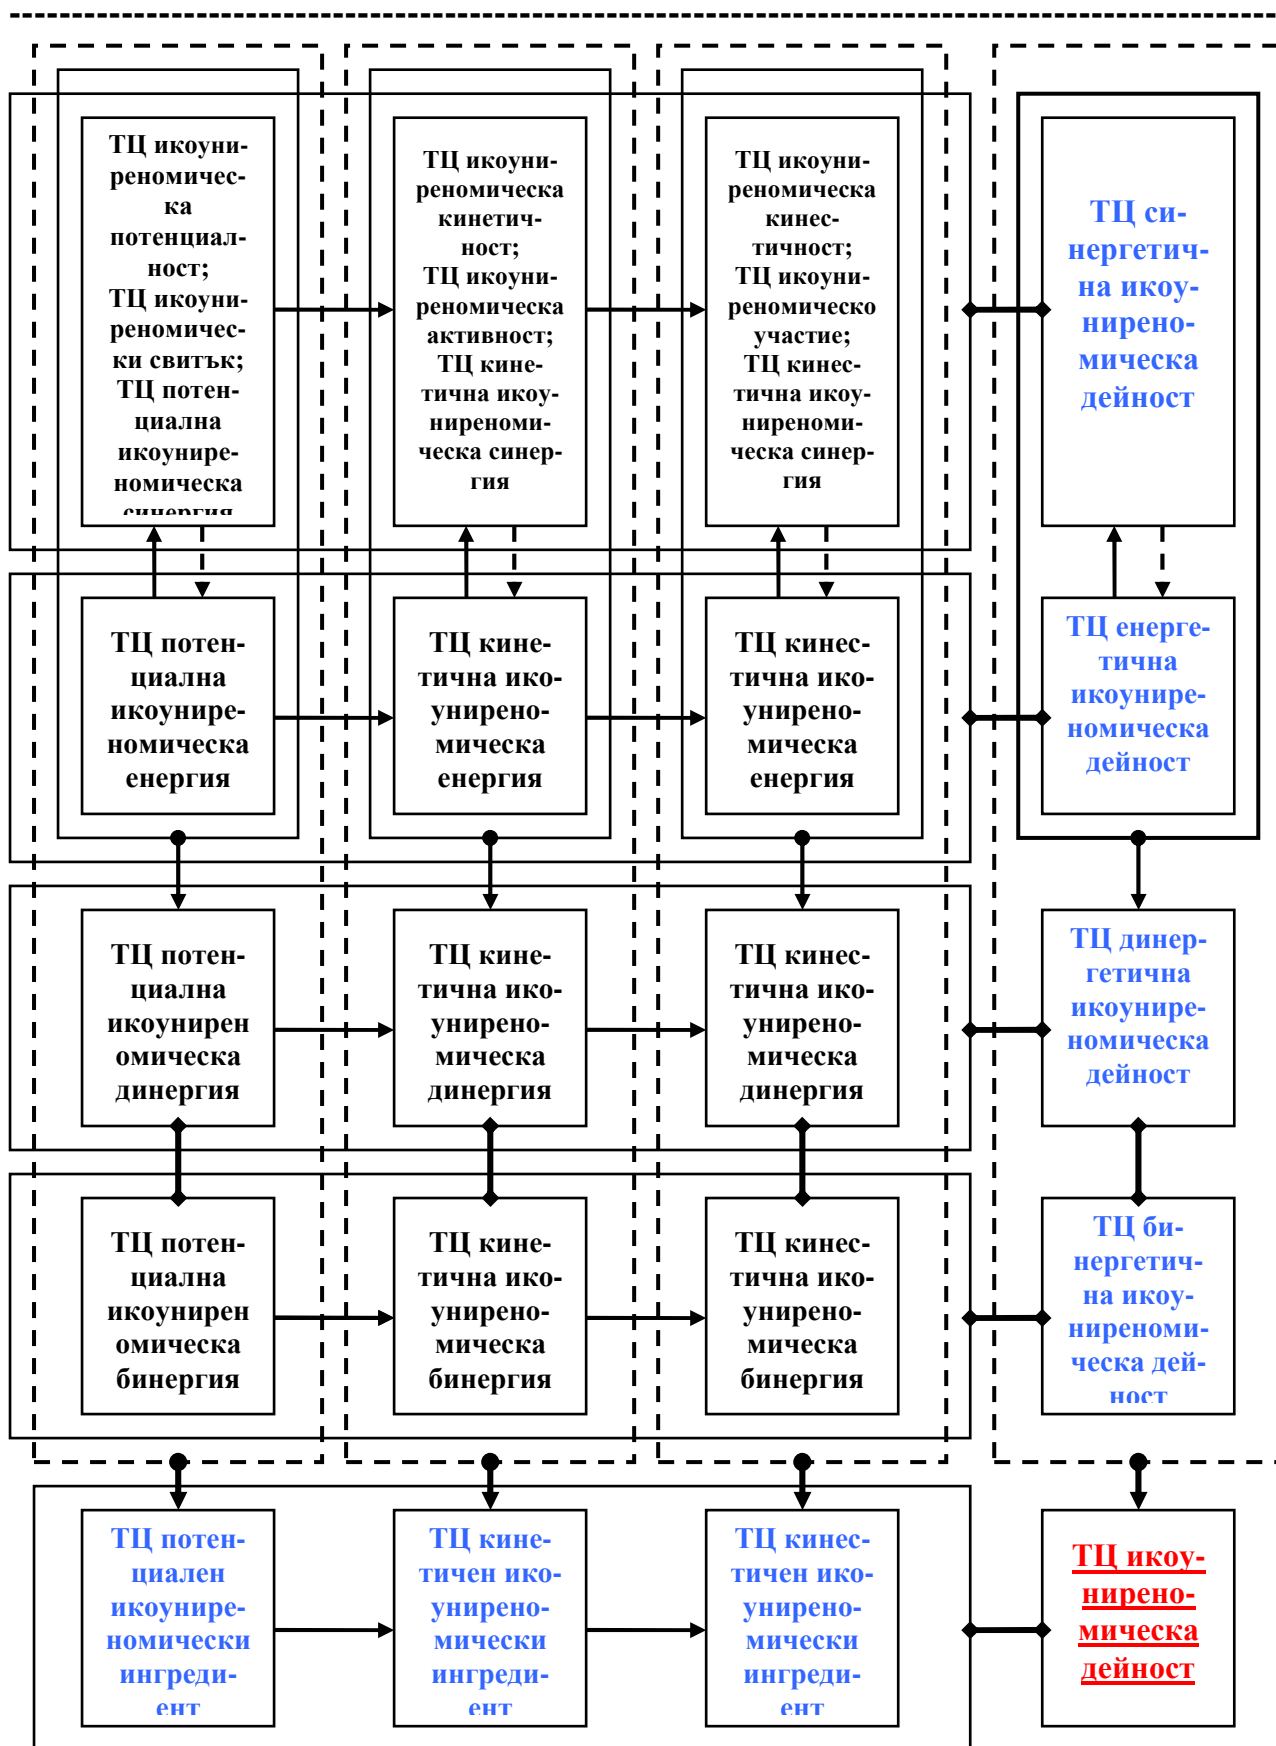 ТЦ икоуни-
реномичес-
ка
потенциал-
ност;
ТЦ икоуни-
реномичес-
ки свитък;
ТЦ потен-
циална
икоунире-
номическа
синергия
ТЦ икоуни-
реномическа
кинетич-
ност;
ТЦ икоуни-
реномическа
активност;
ТЦ кине-
тична икоу-
ниреноми-
ческа синер-
гия
ТЦ икоуни-
реномическа
кинес-
тичност;
ТЦ икоуни-
реномическо
участие;
ТЦ кинес-
тична икоу-
ниреноми-
ческа синер-
гия
ТЦ си-
нергетич-
на икоу-
нирено-
мическа
дейност
ТЦ потен-
циална
икоунире-
номическа
енергия
ТЦ кине-
тична ико-
унирено-
мическа
енергия
ТЦ кинес-
тична ико-
унирено-
мическа
енергия
ТЦ енерге-
тична
икоунире-
номическа
дейност
ТЦ потен-
циална
икоунирен
омическа
динергия
ТЦ кине-
тична ико-
унирено-
мическа
динергия
ТЦ кинес-
тична ико-
унирено-
мическа
динергия
ТЦ динер-
гетична
икоунире-
номическа
дейност
ТЦ потен-
циална
икоунирен
омическа
бинергия
ТЦ кине-
тична ико-
унирено-
мическа
бинергия
ТЦ кинес-
тична ико-
унирено-
мическа
бинергия
ТЦ би-
нергетич-
на икоу-
ниреноми-
ческа дей-
ност
ТЦ потен-
циален
икоунире-
номически
ингреди-
ент
ТЦ кине-
тичен ико-
унирено-
мически
ингреди-
ент
ТЦ кинес-
тичен ико-
унирено-
мически
ингреди-
ент
ТЦ икоу-
нирено-
мическа
дейност